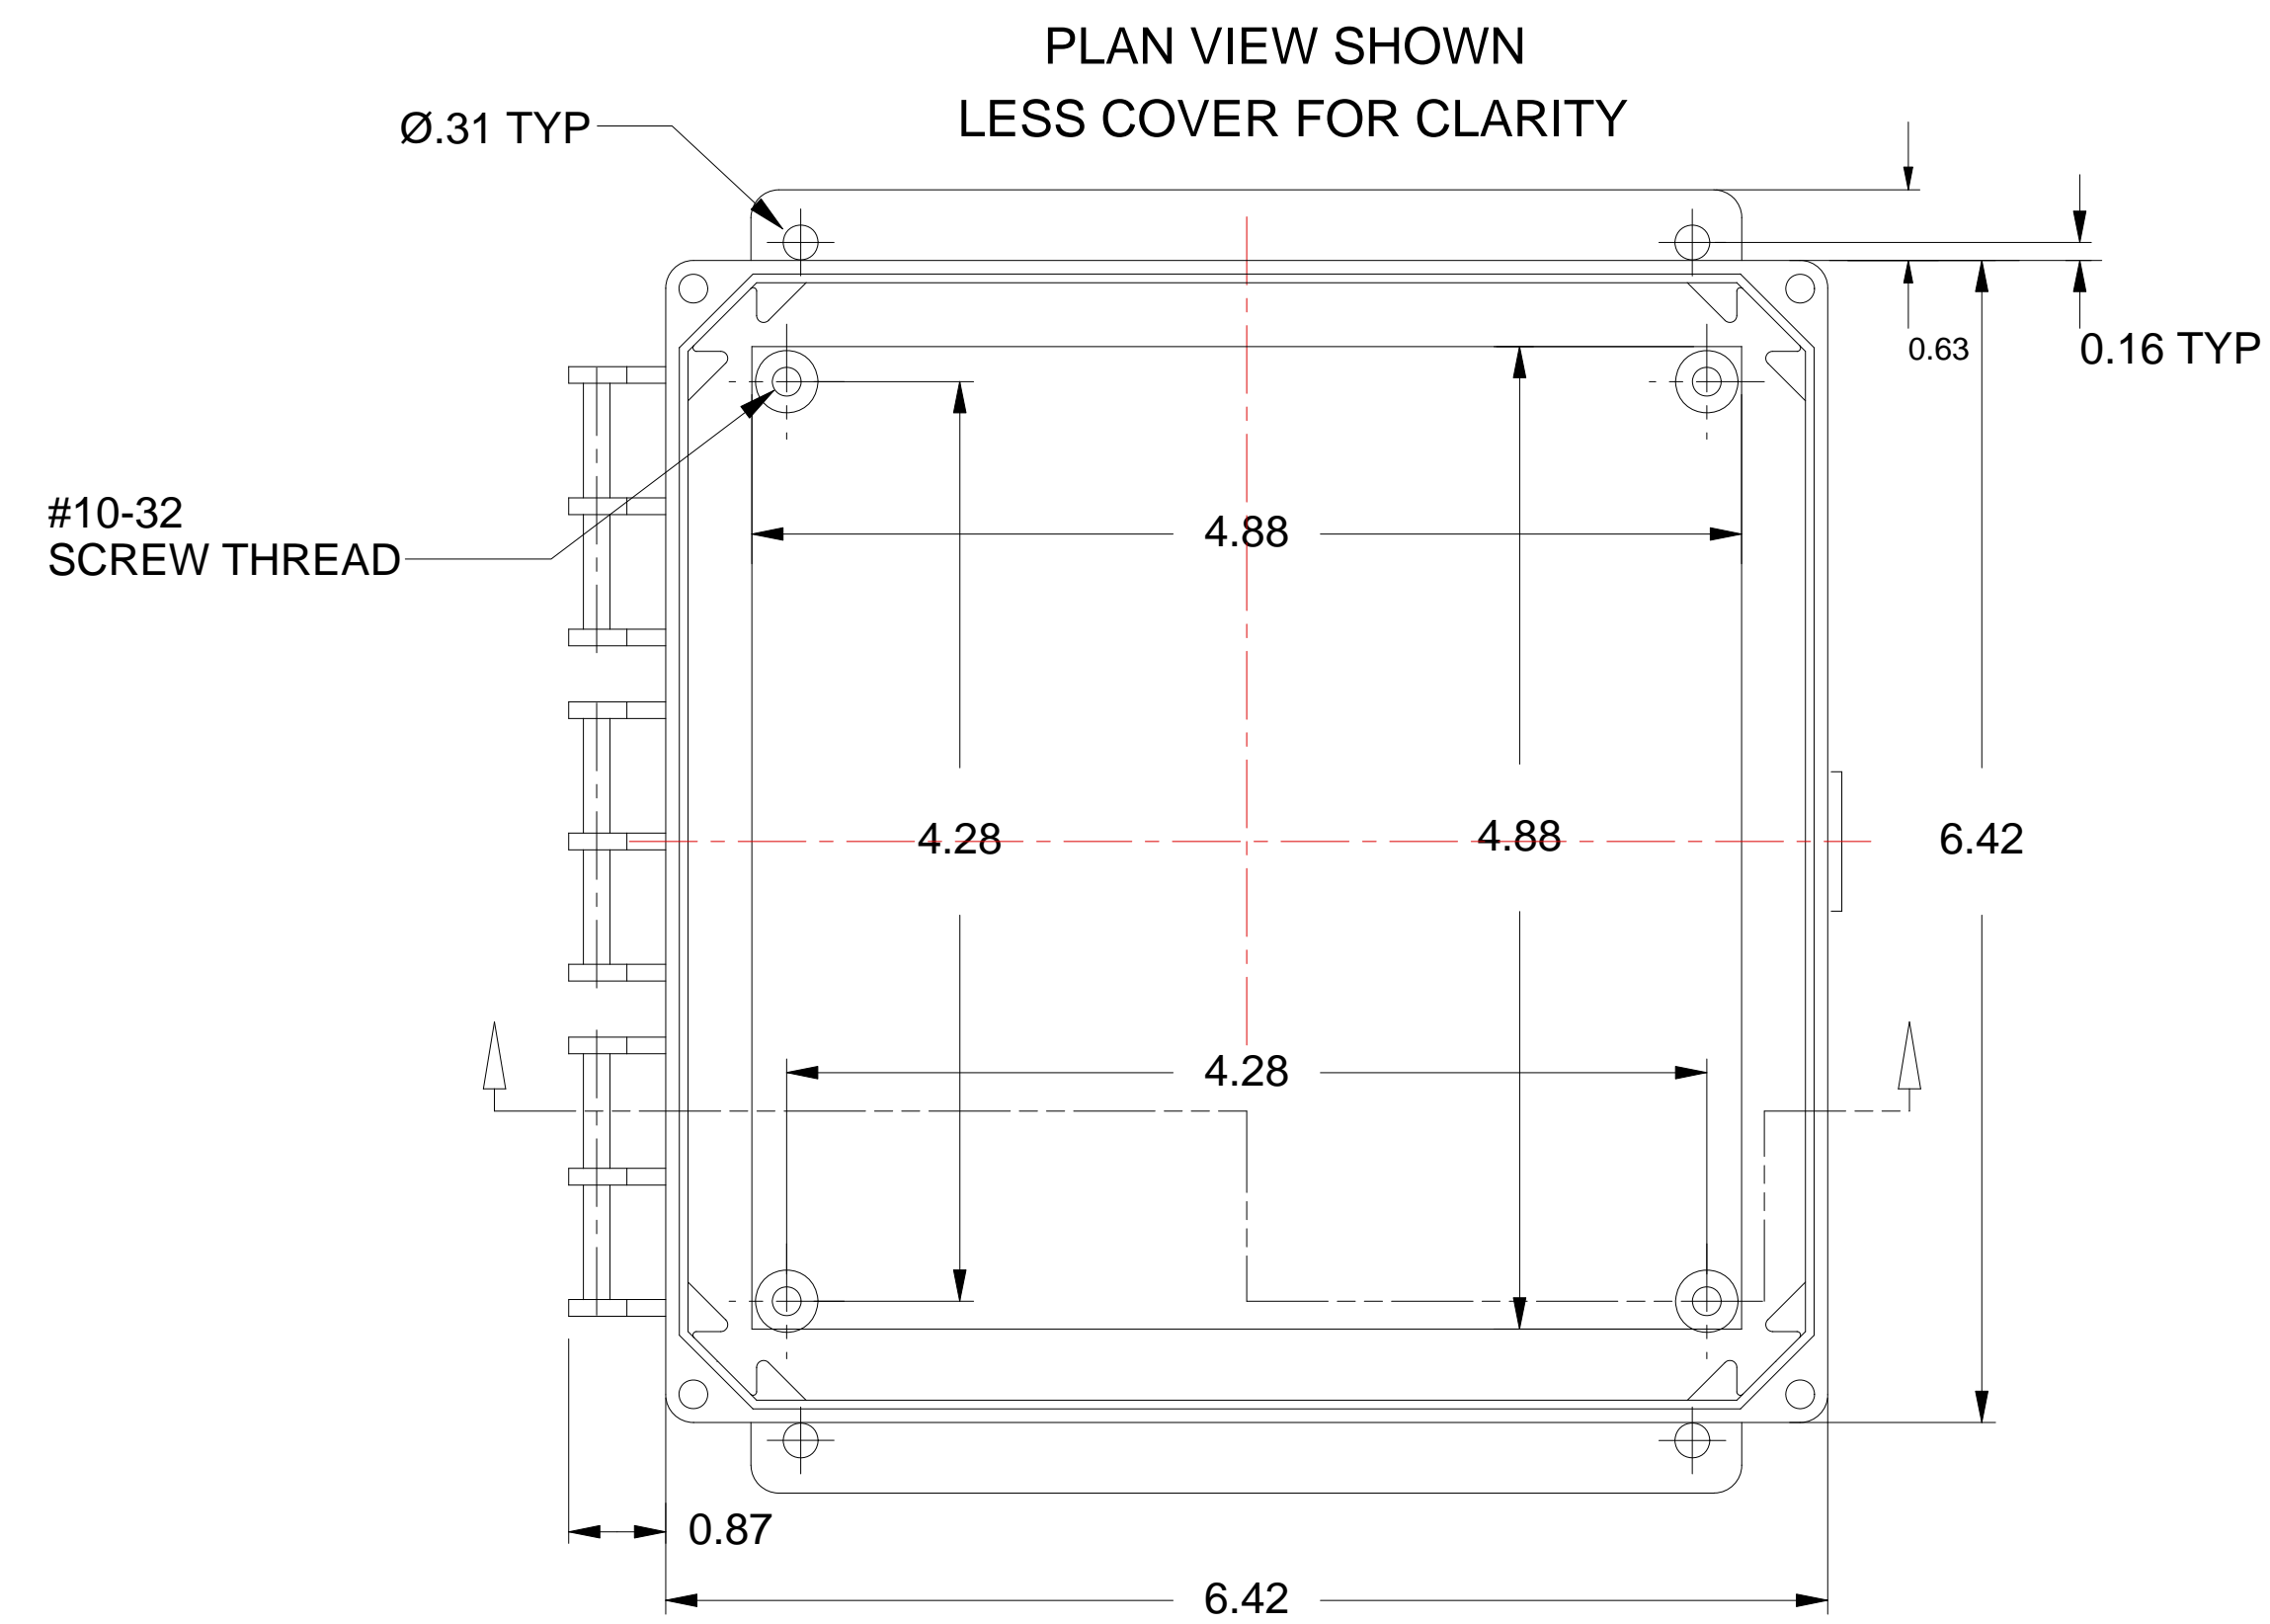 PLAN VIEW SHOWN
LESS COVER FOR CLARITY
Ø.31 TYP
0.63
0.16 TYP
#10-32
SCREW THREAD
4.88
4.28
4.88
6.42
4.28
0.87
6.42